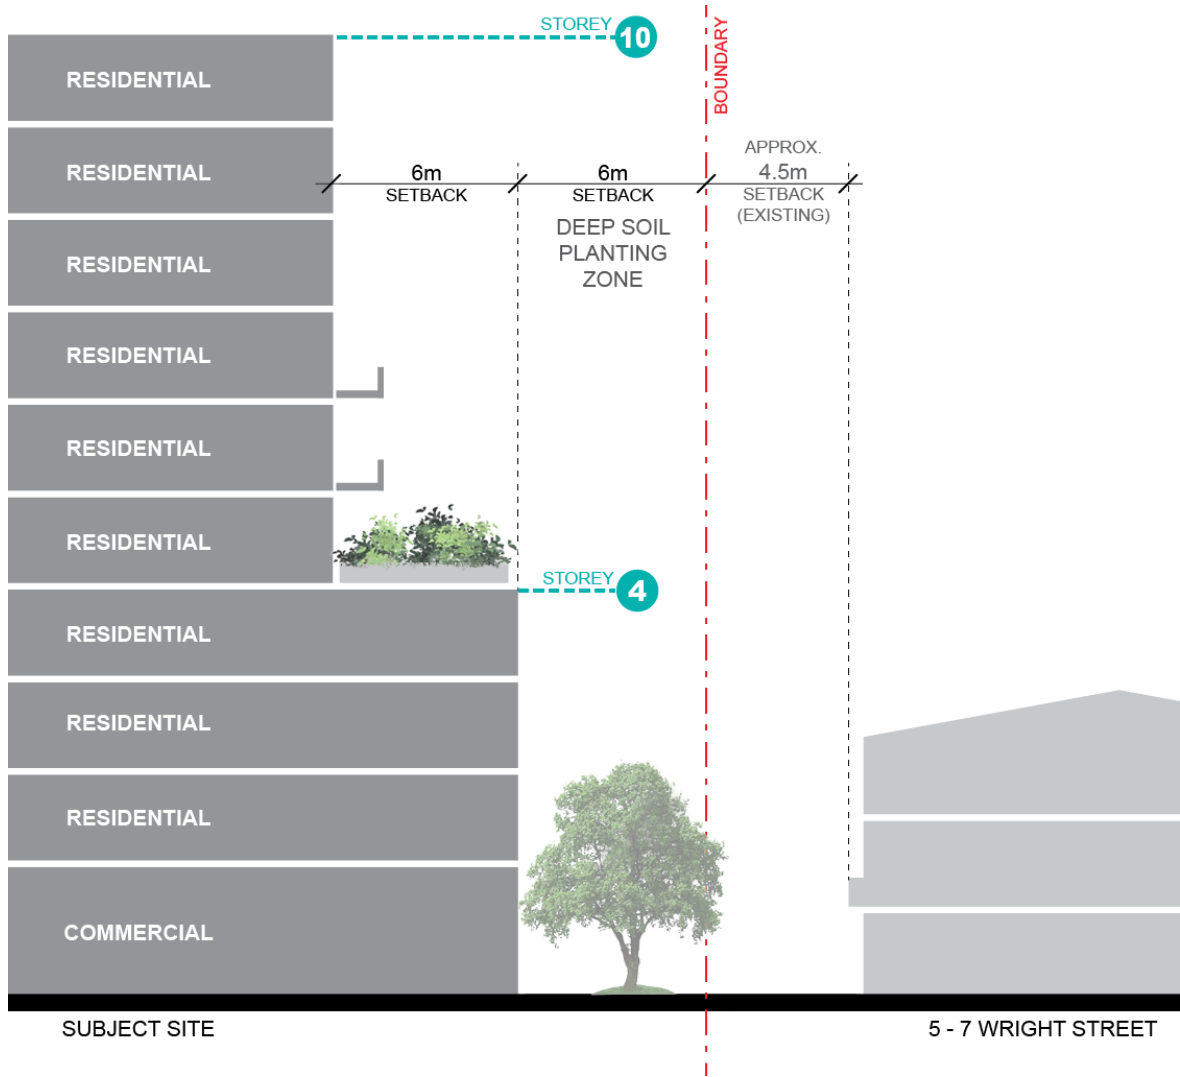 STOREY
10
BOUNDARY
RESIDENTIAL
RESIDENTIAL
6m
SETBACK
6m
SETBACK
DEEP SOIL
PLANTING
ZONE
APPROX.
4.5m
SETBACK
(EXISTING)
RESIDENTIAL
RESIDENTIAL
RESIDENTIAL
RESIDENTIAL
STOREY
4
RESIDENTIAL
RESIDENTIAL
RESIDENTIAL
COMMERCIAL
SUBJECT SITE
5 - 7 WRIGHT STREET